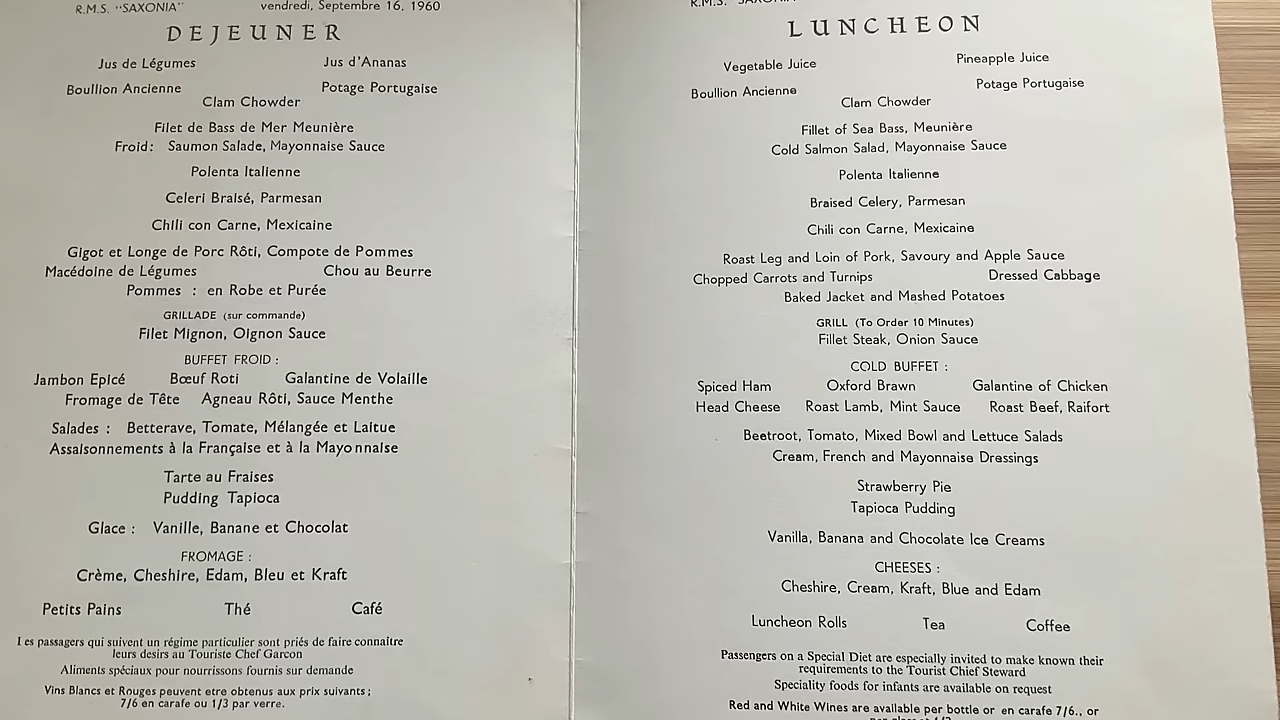 R.M.S. "SAXONIA" vendredi, Septembre 16, 1960
DEJEUNER
Jus de Légumes Jus d'Ananas
Boullion Ancienne Potage Portugaise
Clam Chowder
Filet de Bass de Mer Meunière
Froid: Saumon Salade, Mayonnaise Sauce
Polenta Italienne
Celeri Braisé, Parmesan
Chili con Carne, Mexicaine
Gigot et Longe de Porc Rôti, Compote de Pommes
Macédoine de Légumes Chou au Beurre
Pommes : en Robe et Purée
GRILLADE (sur commande)
Filet Mignon, Oignon Sauce
BUFFET FROID :
Jambon Epicé Bœuf Roti Galantine de Volaille
Fromage de Tête Agneau Rôti, Sauce Menthe
Salades : Betterave, Tomate, Mélangée et Laitue
Assaisonnements à la Française et à la Mayonnaise
Tarte au Fraises
Pudding Tapioca
Glace : Vanille, Banane et Chocolat
FROMAGE :
Crème, Cheshire, Edam, Bleu et Kraft
Petits Pains Thé Café
Les passagers qui suivent un régime particulier sont priés de faire connaitre
leurs desirs au Touriste Chef Garcon
Aliments spéciaux pour nourrissons fournis sur demande
Vins Blancs et Rouges peuvent etre obtenus aux prix suivants ;
7/6 en carafe ou 1/3 par verre.
R.M.S. "SAXONIA"
LUNCHEON
Vegetable Juice Pineapple Juice
Boullion Ancienne Potage Portugaise
Clam Chowder
Fillet of Sea Bass, Meunière
Cold Salmon Salad, Mayonnaise Sauce
Polenta Italienne
Braised Celery, Parmesan
Chili con Carne, Mexicaine
Roast Leg and Loin of Pork, Savoury and Apple Sauce
Chopped Carrots and Turnips Dressed Cabbage
Baked Jacket and Mashed Potatoes
GRILL (To Order 10 Minutes)
Fillet Steak, Onion Sauce
COLD BUFFET :
Spiced Ham Oxford Brawn Galantine of Chicken
Head Cheese Roast Lamb, Mint Sauce Roast Beef, Raifort
Beetroot, Tomato, Mixed Bowl and Lettuce Salads
Cream, French and Mayonnaise Dressings
Strawberry Pie
Tapioca Pudding
Vanilla, Banana and Chocolate Ice Creams
CHEESES :
Cheshire, Cream, Kraft, Blue and Edam
Luncheon Rolls Tea Coffee
Passengers on a Special Diet are especially invited to make known their
requirements to the Tourist Chief Steward
Speciality foods for infants are available on request
Red and White Wines are available per bottle or en carafe 7/6., or